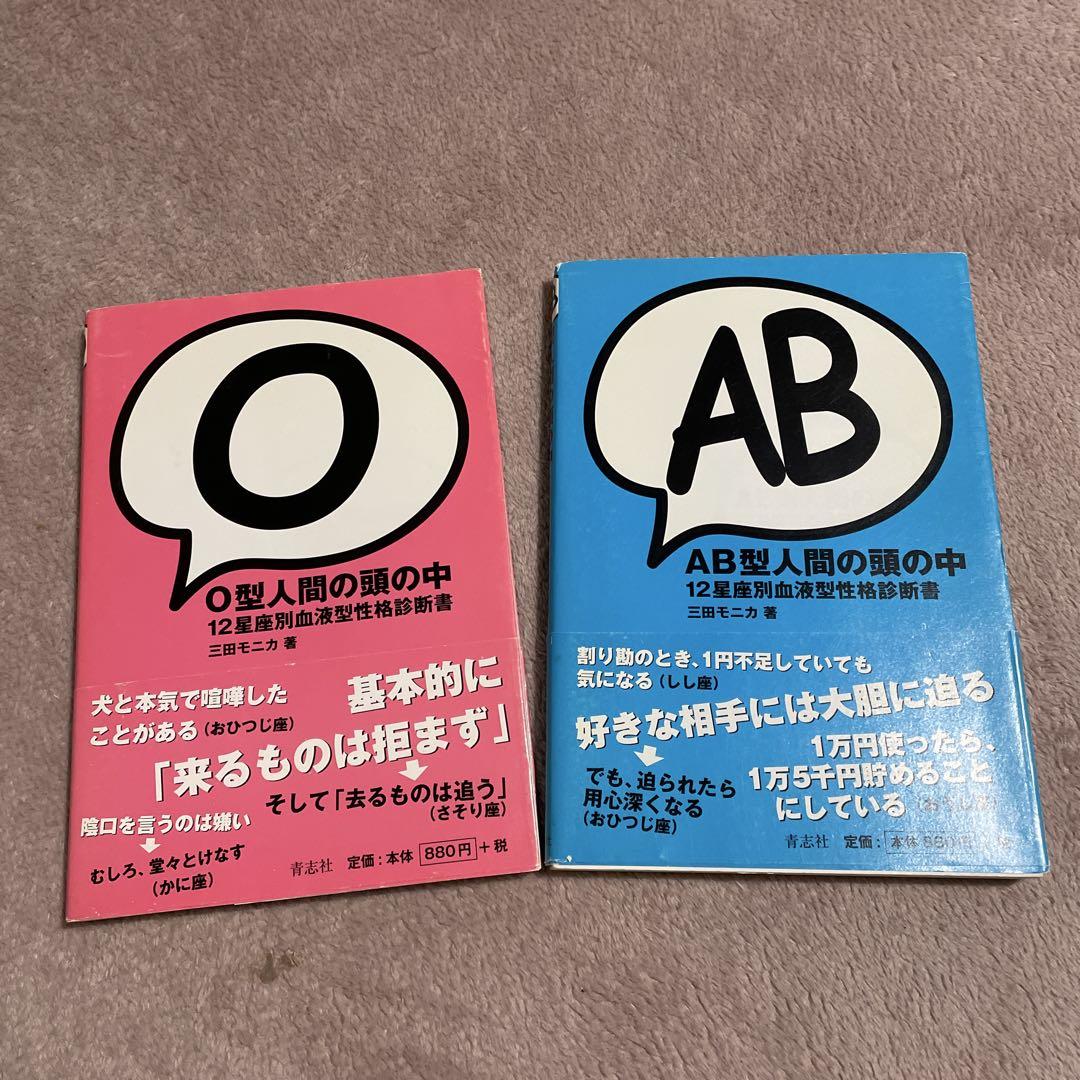 O
O型人間の頭の中
12星座別血液型性格診断書
三田モニカ 著
犬と本気で喧嘩した
ことがある(おひつじ座)
基本的に
「来るものは拒まず」
そして「去るものは追う」
(さそり座)
陰口を言うのは嫌い
むしろ、堂々とけなす
(かに座)
青志社 定価:本体 880円 +税
AB
AB型人間の頭の中
12星座別血液型性格診断書
三田モニカ 著
割り勘のとき、1円不足していても
気になる(しし座)
好きな相手には大胆に迫る
でも、迫られたら
用心深くなる
(おひつじ座)
1万円使ったら、
1万5千円貯めること
にしている(おうし座)
青志社 定価:本体 880円